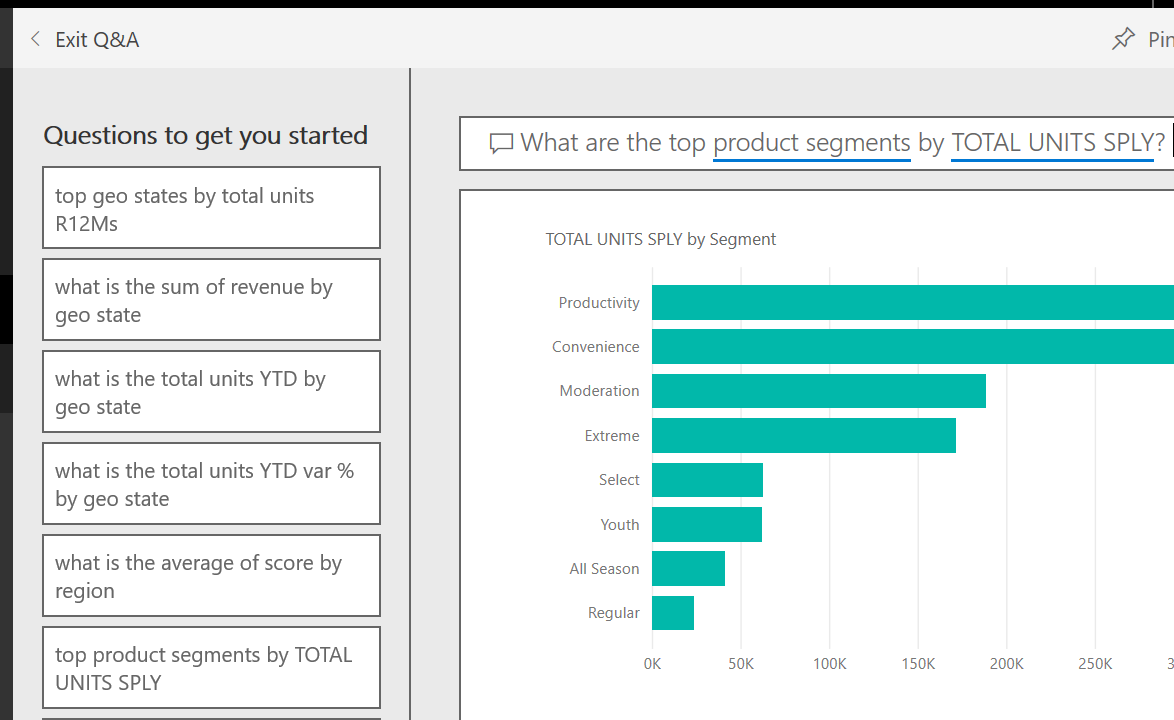 Exit Q&A
Questions to get you started
top geo states by total units
R12Ms
what is the sum of revenue by
geo state
what is the total units YTD by
geo state
what is the total units YTD var %
by geo state
what is the average of score by
region
top product segments by TOTAL
UNITS SPLY
What are the top product segments by TOTAL UNITS SPLY?
TOTAL UNITS SPLY by Segment
Productivity
Convenience
Moderation
Extreme
Select
Youth
All Season
Regular
0K 50K 100K 150K 200K 250K